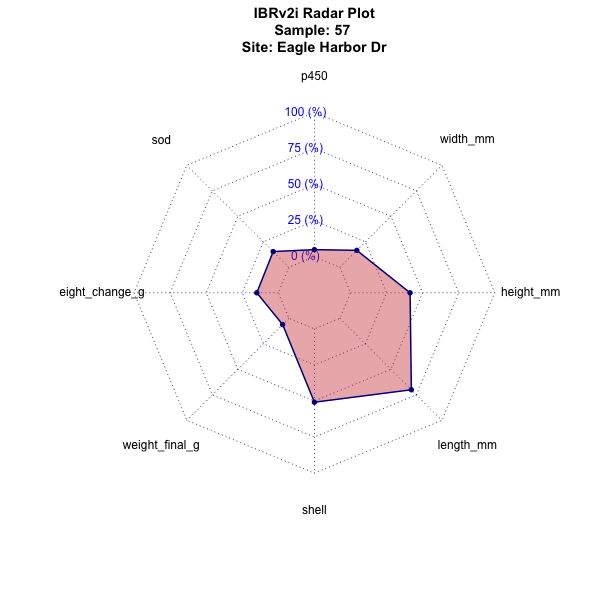 IBRv2i Radar Plot
Sample: 57
Site: Eagle Harbor Dr
p450
100 (%)
sod
width_mm
75 (%)
50 (%)
25 (%)
0 (%)
eight_change_g
height_mm
weight_final_g
length_mm
shell